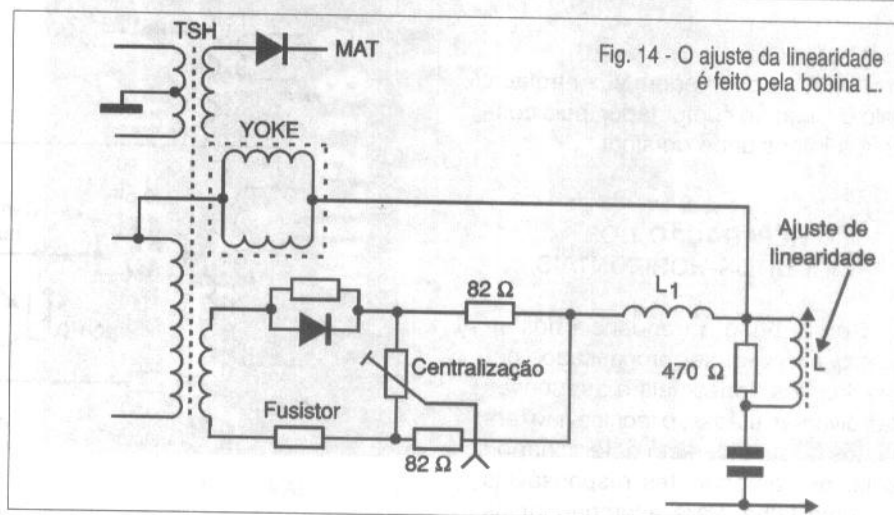 TSH
MAT
Fig. 14 - O ajuste da linearidade
é feito pela bobina L.
YOKE
Ajuste de
linearidade
82 Ω
L1
470 Ω
L
Centralização
Fusistor
82 Ω